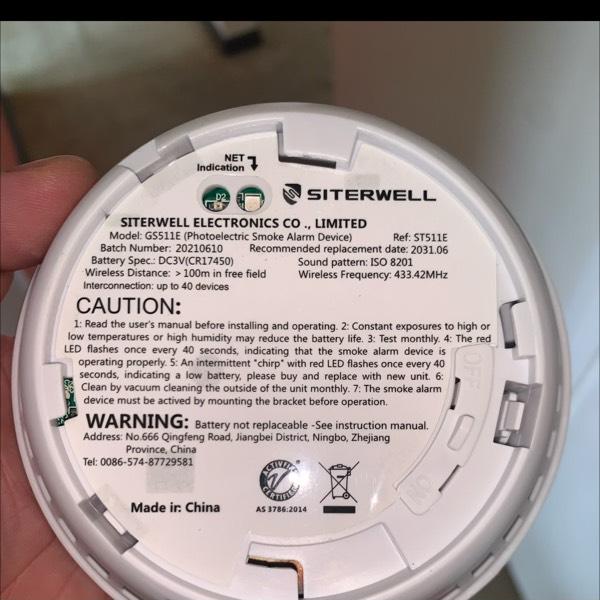 NET
Indication
D2
SITERWELL
SITERWELL ELECTRONICS CO ., LIMITED
Model: GS511E (Photoelectric Smoke Alarm Device) Ref: ST511E
Batch Number: 20210610 Recommended replacement date: 2031.06
Battery Spec.: DC3V(CR17450) Sound pattern: ISO 8201
Wireless Distance: >100m in free field Wireless Frequency: 433.42MHz
Interconnection: up to 40 devices
CAUTION:
1: Read the user's manual before installing and operating. 2: Constant exposures to high or
low temperatures or high humidity may reduce the battery life. 3: Test monthly. 4: The red
LED flashes once every 40 seconds, indicating that the smoke alarm device is
operating properly. 5: An intermittent "chirp" with red LED flashes once every 40
seconds, indicating a low battery, please buy and replace with new unit. 6:
Clean by vacuum cleaning the outside of the unit monthly. 7: The smoke alarm
device must be actived by mounting the bracket before operation.
OFF
WARNING: Battery not replaceable -See instruction manual.
Address: No.666 Qingfeng Road, Jiangbei District, Ningbo, Zhejiang
Province, China
Tel: 0086-574-87729581
ON
ACTIVFIRE
CERTIFIED
AS 3786:2014
Made in: China